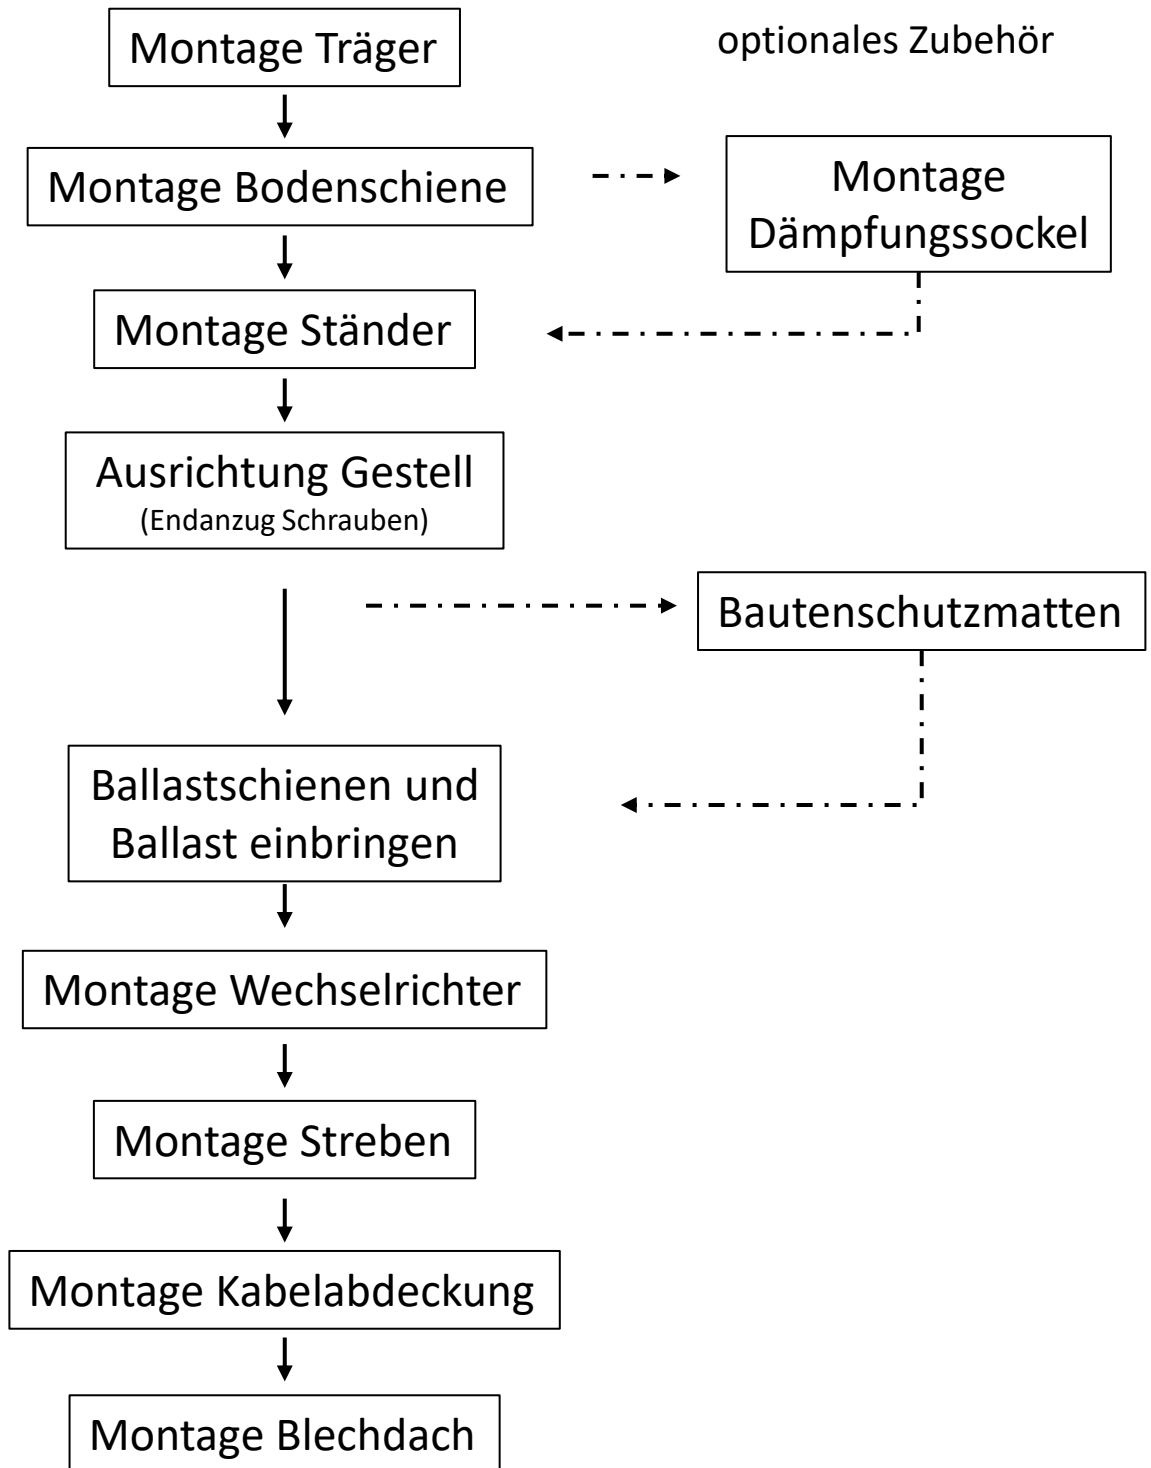 Montage Träger
optionales Zubehör
Montage Bodenschiene
Montage
Dämpfungssockel
Montage Ständer
Ausrichtung Gestell
(Endanzug Schrauben)
Bautenschutzmatten
Ballastschienen und
Ballast einbringen
Montage Wechselrichter
Montage Streben
Montage Kabelabdeckung
Montage Blechdach